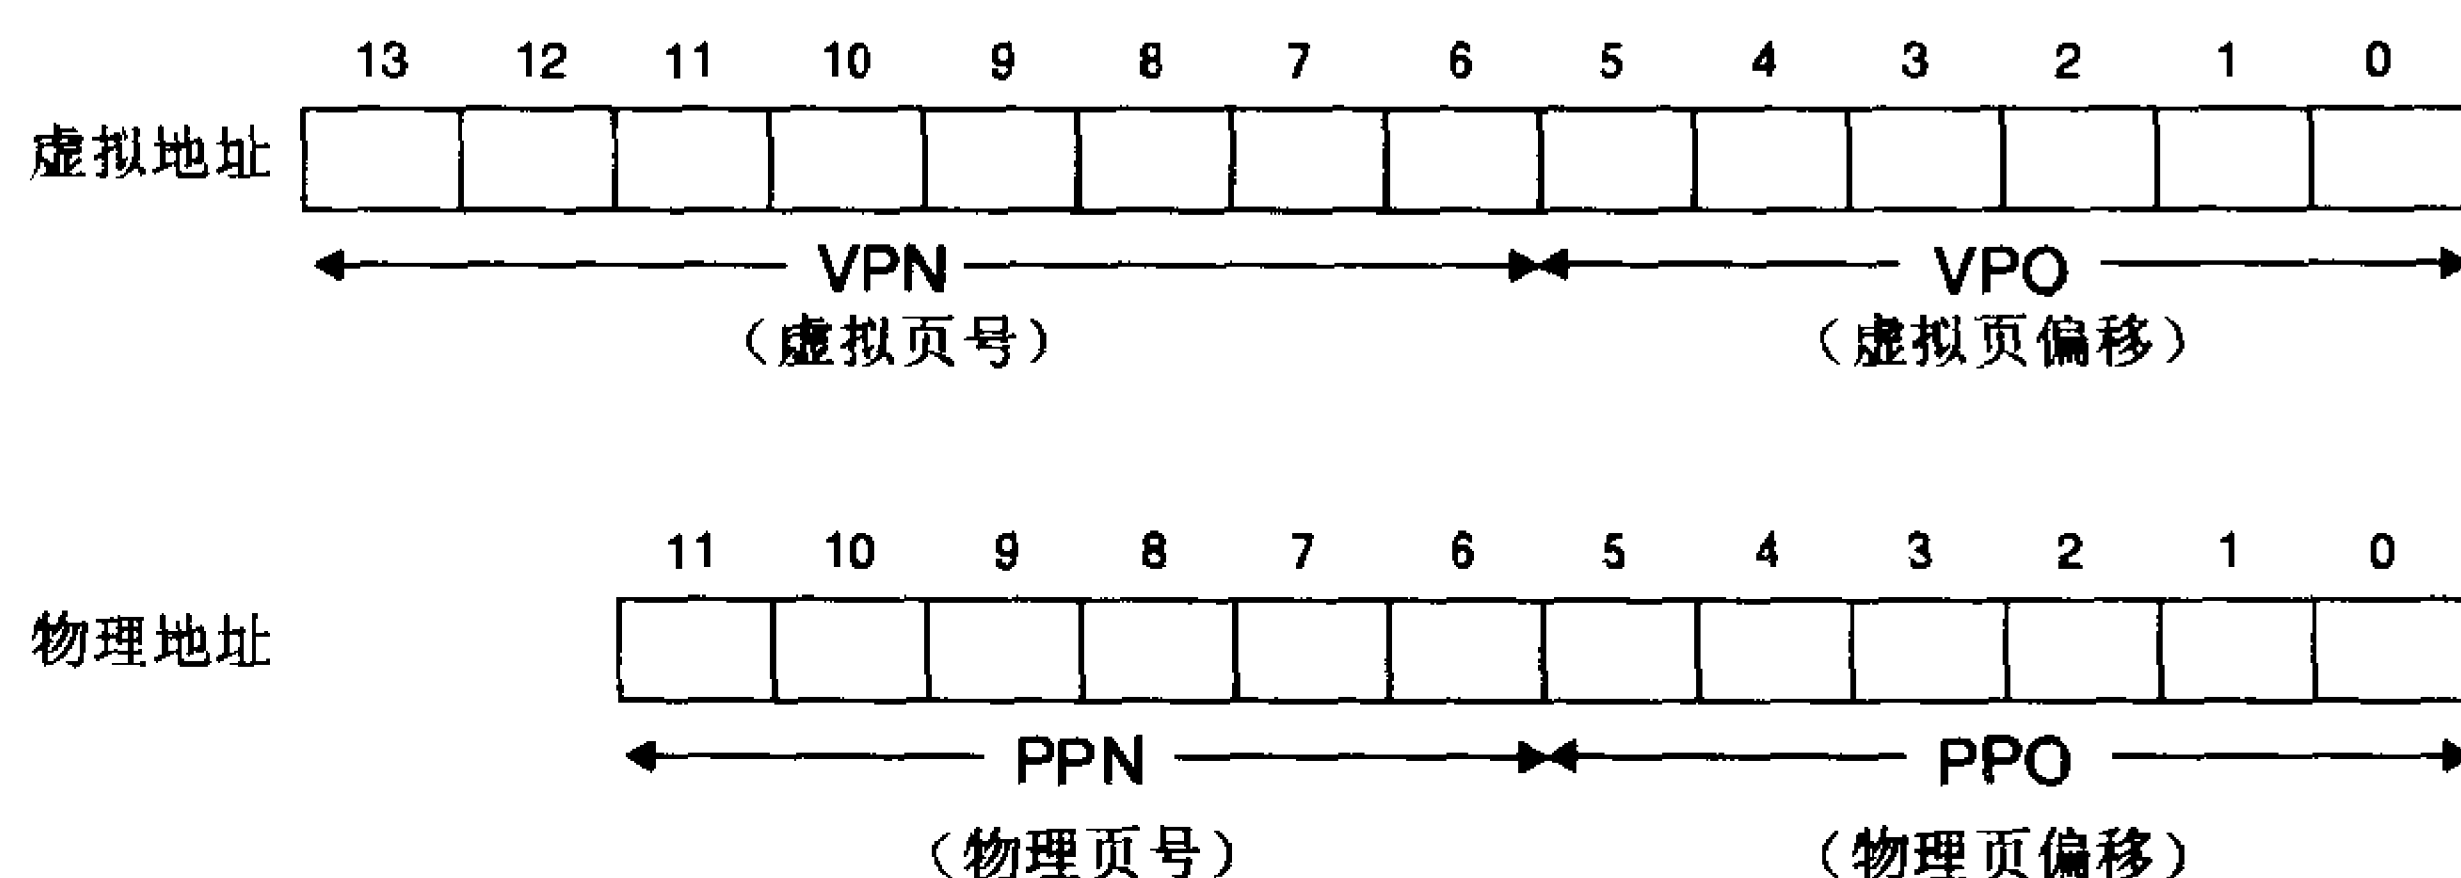 13 12 11 10 9 8 7 6 5 4 3 2 1 0
虚拟地址
VPN VPO
（虚拟页号） （虚拟页偏移）
11 10 9 8 7 6 5 4 3 2 1 0
物理地址
PPN PPO
（物理页号） （物理页偏移）